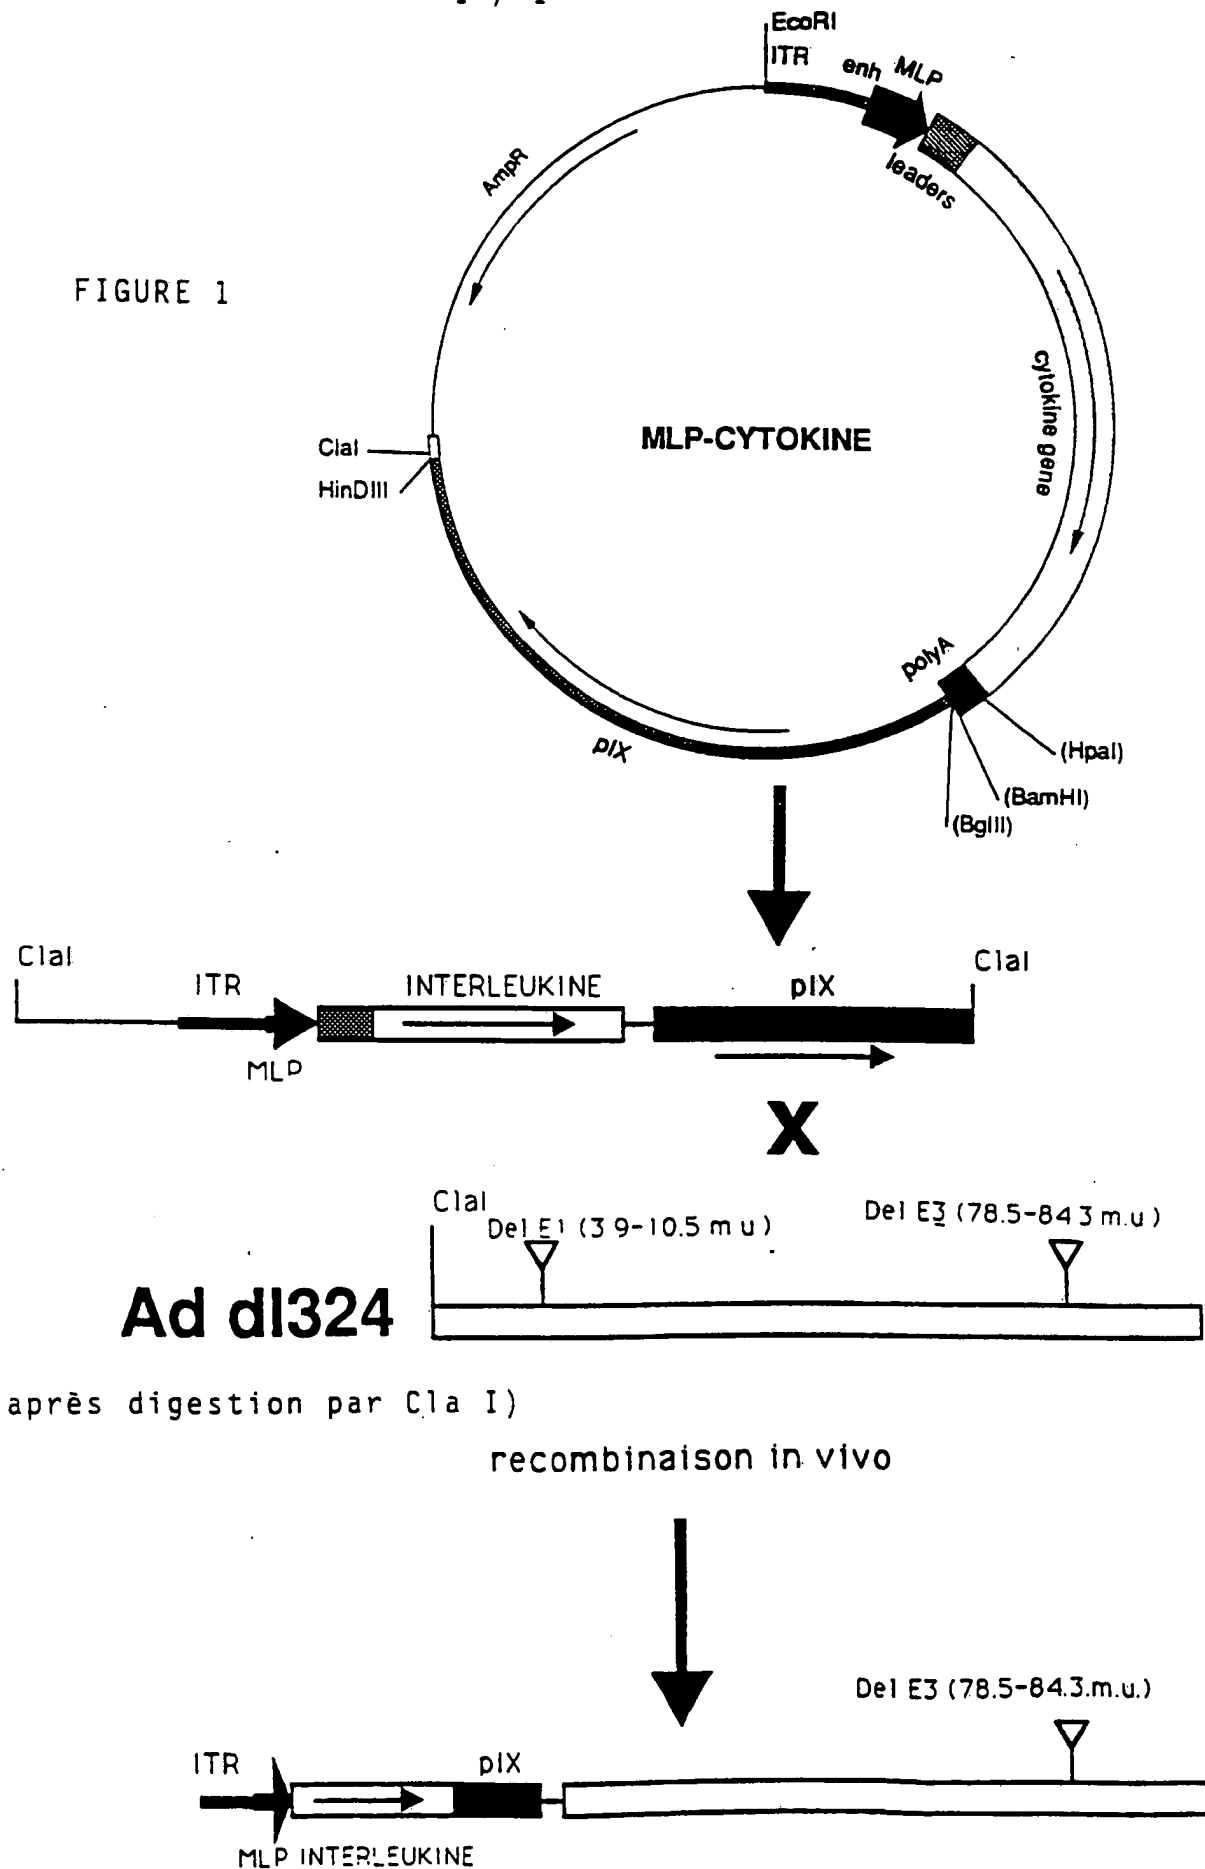 EcoRI
ITR
enh MLP
leaders
AmpR
FIGURE 1
cytokine gene
MLP-CYTOKINE
ClaI
HinDIII
polyA
pIX
(HpaI)
(BamHI)
(BglII)
ClaI
ITR INTERLEUKINE pIX ClaI
MLP
X
ClaI
Del E1 (3 9-10.5 m u) Del E3 (78.5-84 3 m.u)
Ad dl324
après digestion par Cla I)
recombinaison in vivo
Del E3 (78.5-84.3.m.u.)
ITR pIX
MLP INTERLEUKINE